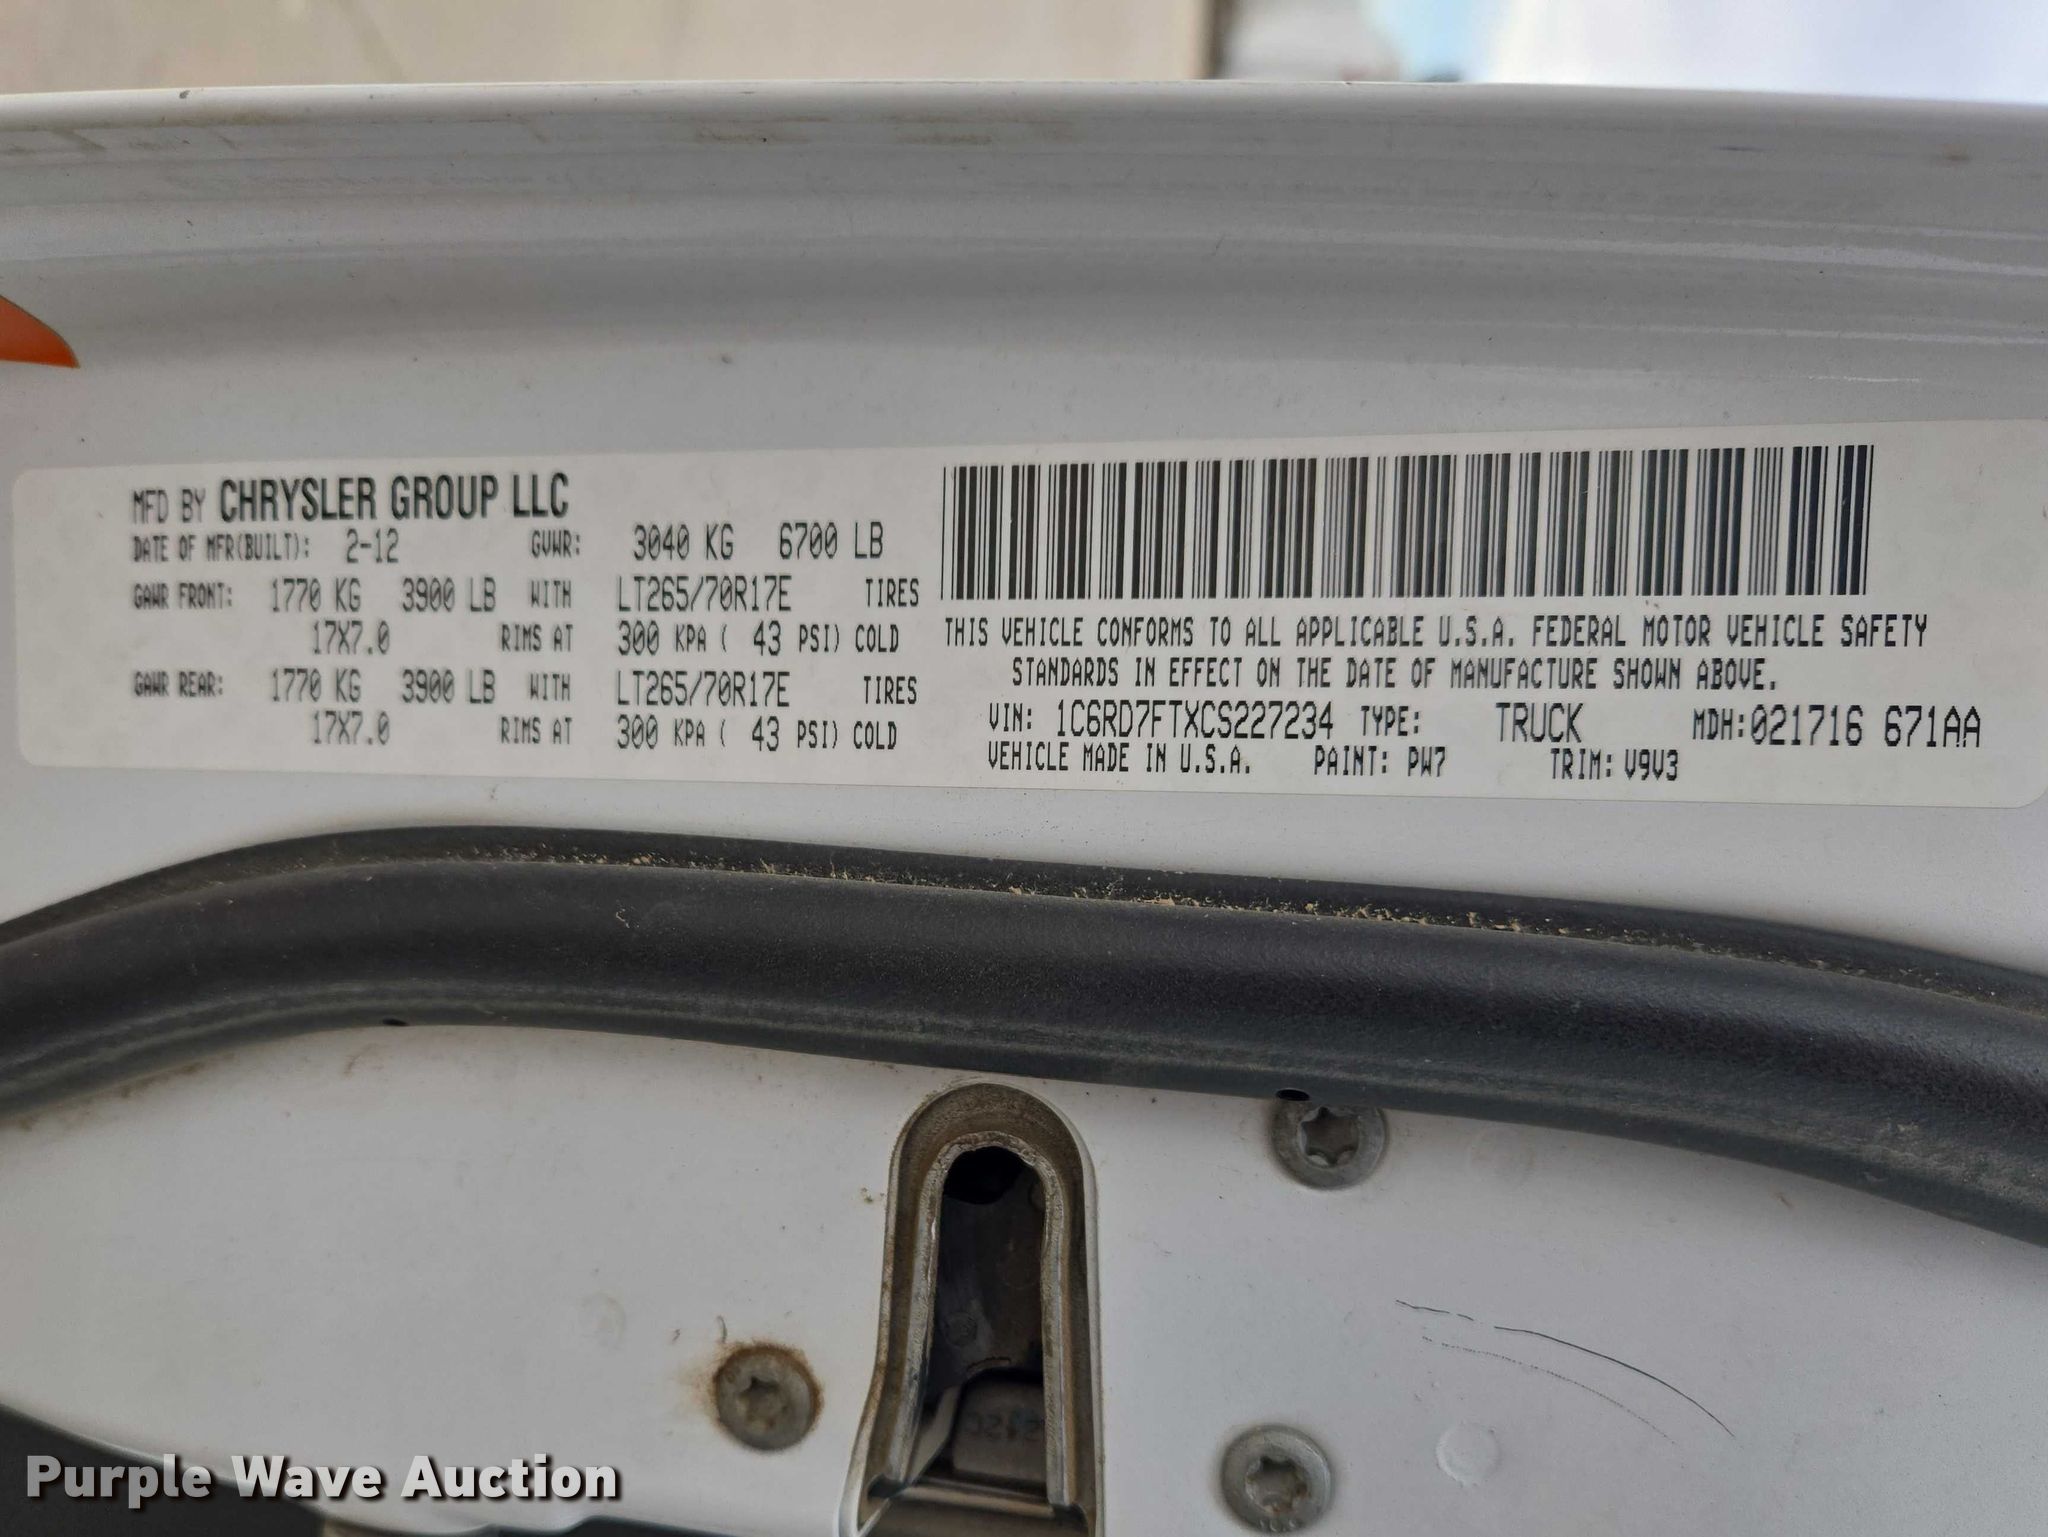 MFD BY CHRYSLER GROUP LLC
DATE OF MFR(BUILT): 2-12 GVWR: 3040 KG 6700 LB
GAWR FRONT: 1770 KG 3900 LB WITH LT265/70R17E TIRES
17X7.0 RIMS AT 300 KPA ( 43 PSI) COLD
GAWR REAR: 1770 KG 3900 LB WITH LT265/70R17E TIRES
17X7.0 RIMS AT 300 KPA ( 43 PSI) COLD
THIS VEHICLE CONFORMS TO ALL APPLICABLE U.S.A. FEDERAL MOTOR VEHICLE SAFETY
STANDARDS IN EFFECT ON THE DATE OF MANUFACTURE SHOWN ABOVE.
VIN: 1C6RD7FTXCS227234 TYPE: TRUCK MDH:021716 671AA
VEHICLE MADE IN U.S.A. PAINT: PW7 TRIM: V9V3
Purple Wave Auction